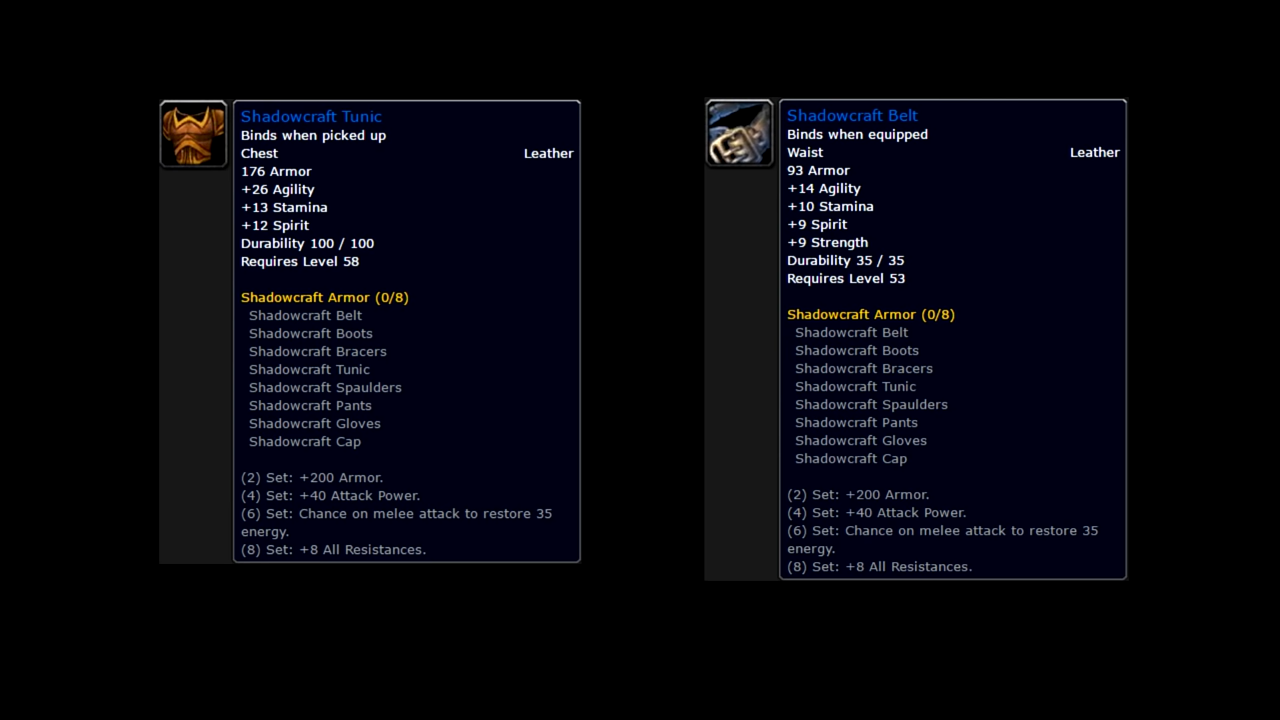 Shadowcraft Tunic
Binds when picked up
Chest Leather
176 Armor
+26 Agility
+13 Stamina
+12 Spirit
Durability 100 / 100
Requires Level 58
Shadowcraft Armor (0/8)
Shadowcraft Belt
Shadowcraft Boots
Shadowcraft Bracers
Shadowcraft Tunic
Shadowcraft Spaulders
Shadowcraft Pants
Shadowcraft Gloves
Shadowcraft Cap
(2) Set: +200 Armor.
(4) Set: +40 Attack Power.
(6) Set: Chance on melee attack to restore 35
energy.
(8) Set: +8 All Resistances.
Shadowcraft Belt
Binds when equipped
Waist Leather
93 Armor
+14 Agility
+10 Stamina
+9 Spirit
+9 Strength
Durability 35 / 35
Requires Level 53
Shadowcraft Armor (0/8)
Shadowcraft Belt
Shadowcraft Boots
Shadowcraft Bracers
Shadowcraft Tunic
Shadowcraft Spaulders
Shadowcraft Pants
Shadowcraft Gloves
Shadowcraft Cap
(2) Set: +200 Armor.
(4) Set: +40 Attack Power.
(6) Set: Chance on melee attack to restore 35
energy.
(8) Set: +8 All Resistances.